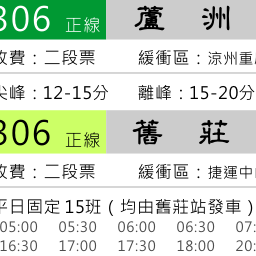 306 正線 蘆洲
收費：二段票 緩衝區：涼州重
尖峰：12-15分 離峰：15-20分
306 正線 舊莊
收費：二段票 緩衝區：捷運中
平日固定15班（均由舊莊站發車）
05:00 05:30 06:00 06:30 07:
16:30 17:00 17:30 18:00 20: